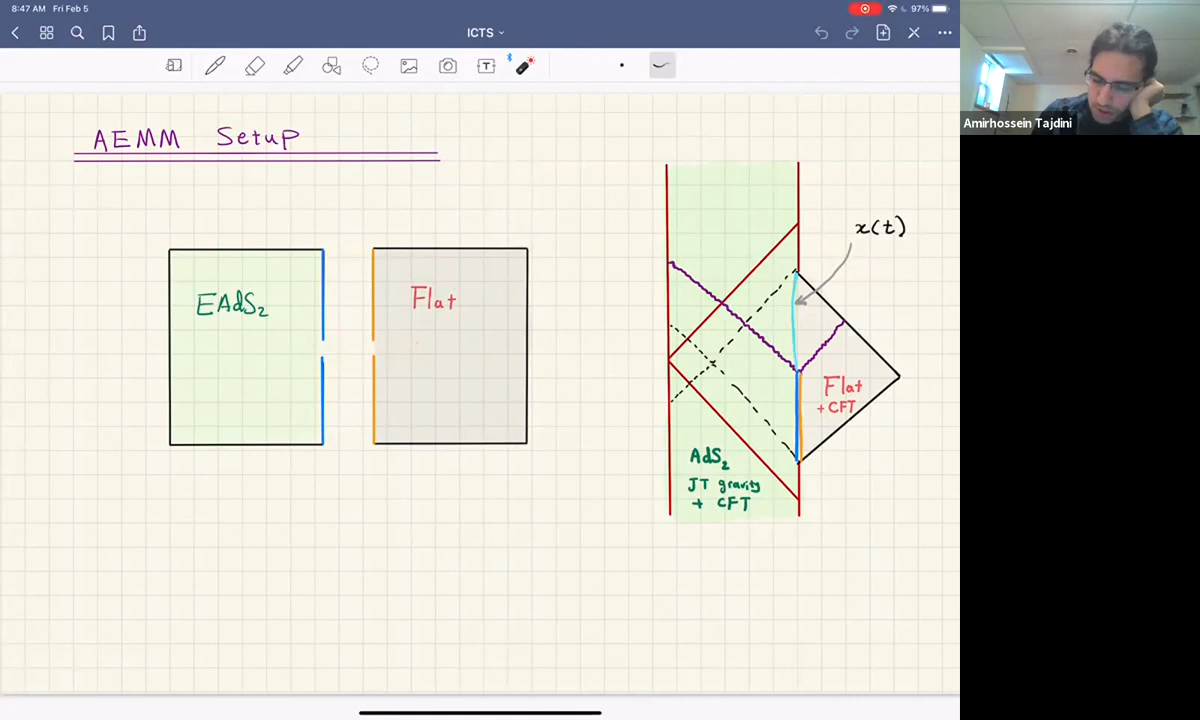 8:47 AM Fri Feb 5
97%
ICTS
T
Amirhossein Tajdini
AEMM Setup
x(t)
EAdS₂
Flat
Flat
+ CFT
AdS₂
JT gravity
+ CFT